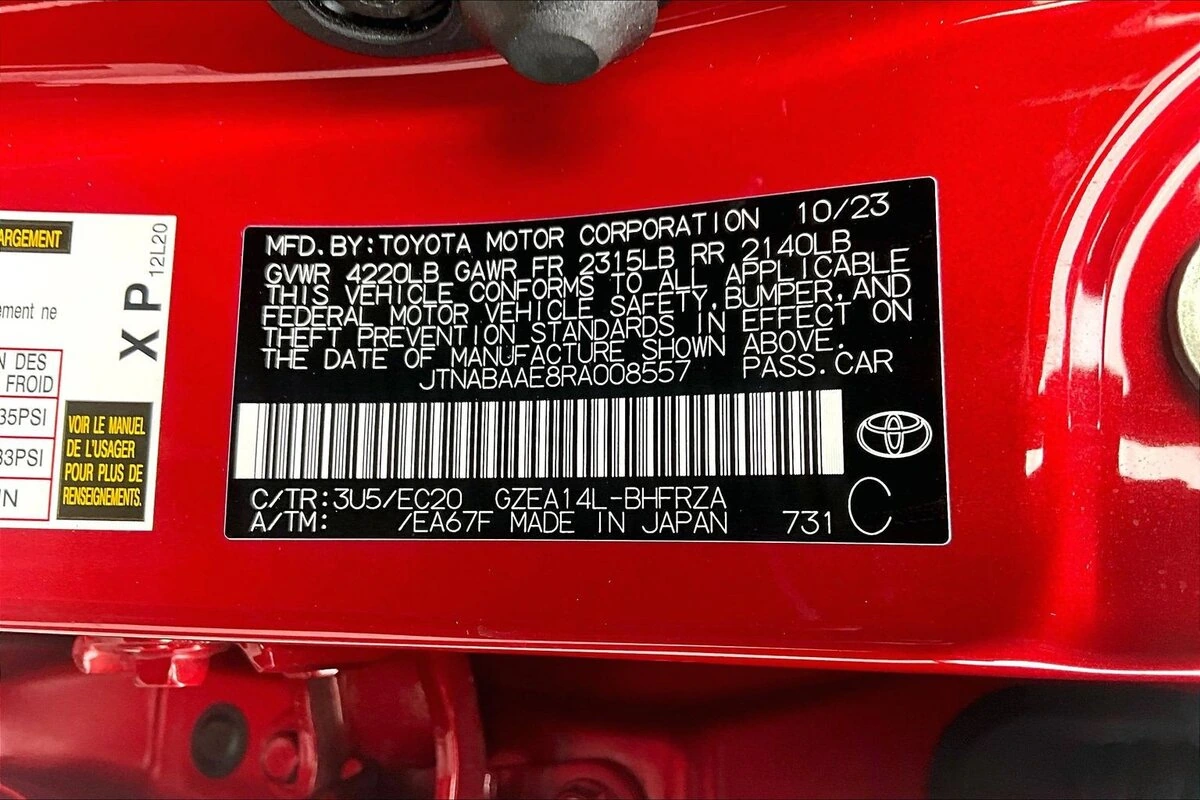 ARGEMENT
12L20
XP
ement ne
N DES
FROID
35PSI
33PSI
VOIR LE MANUEL
DE L'USAGER
POUR PLUS DE
RENSEIGNEMENTS.
MFD.BY:TOYOTA MOTOR CORPORATION 10/23
GVWR 4220LB GAWR FR 2315LB RR 2140LB
THIS VEHICLE CONFORMS TO ALL APPLICABLE
FEDERAL MOTOR VEHICLE SAFETY,BUMPER,AND
THEFT PREVENTION STANDARDS IN EFFECT ON
THE DATE OF MANUFACTURE SHOWN ABOVE.
JTNABAAE8RA008557 PASS.CAR
C/TR:3U5/EC20 GZEA14L-BHFRZA
A/TM: /EA67F MADE IN JAPAN 731 C